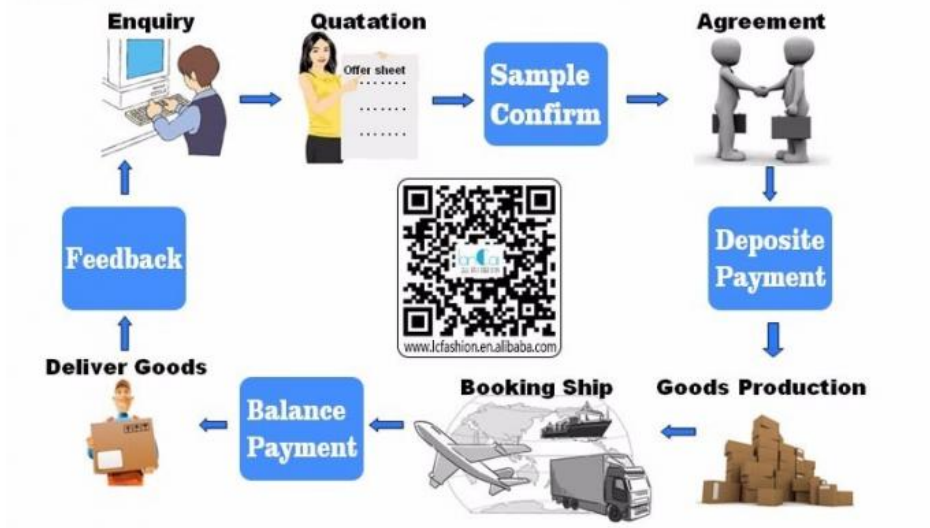 Enquiry
Quatation
Agreement
Offer sheet
Sample
Confirm
Feedback
Deposite
Payment
www.lcfashion.en.alibaba.com
Deliver Goods
Balance
Payment
Booking Ship
Goods Production